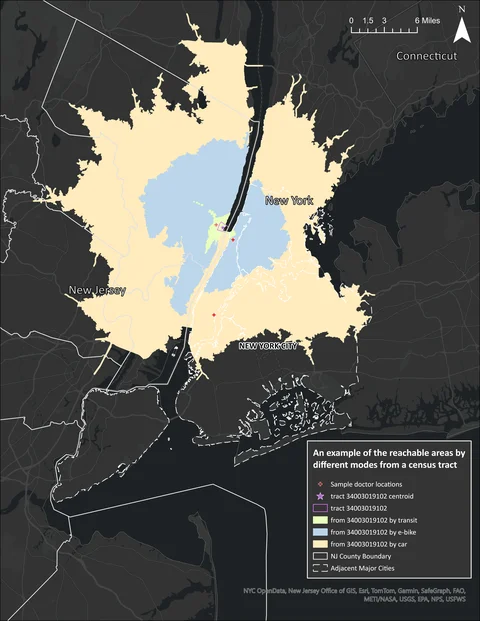 N
0 1.5 3 6 Miles
Connecticut
New York
New Jersey
NEW YORK CITY
An example of the reachable areas by
different modes from a census tract
Sample doctor locations
tract 34003019102 centroid
tract 34003019102
from 34003019102 by transit
from 34003019102 by e-bike
from 34003019102 by car
NJ County Boundary
Adjacent Major Cities
NYC OpenData, New Jersey Office of GIS, Esri, TomTom, Garmin, SafeGraph, FAO,
METI/NASA, USGS, EPA, NPS, USFWS